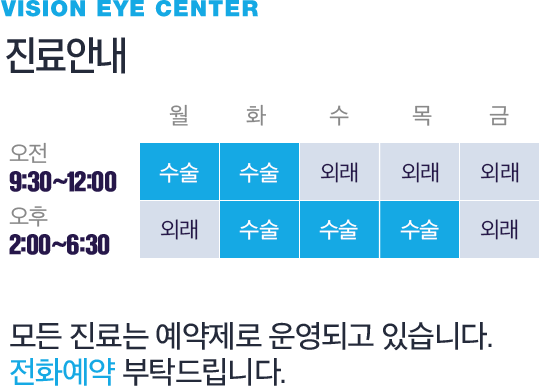 VISION EYE CENTER
진료안내
월 화 수 목 금
오전
9:30~12:00 수술 수술 외래 외래 외래
오후
2:00~6:30 외래 수술 수술 수술 외래
모든 진료는 예약제로 운영되고 있습니다.
전화예약 부탁드립니다.